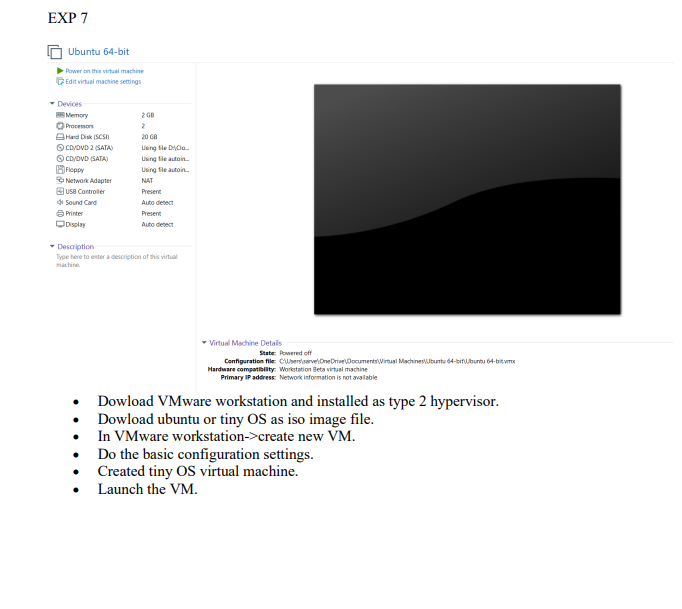 EXP 7
Ubuntu 64-bit
Power on this virtual machine
Edit virtual machine settings
Devices
Memory 2 GB
Processors 2
Hard Disk (SCSI) 20 GB
CD/DVD 2 (SATA) Using file D:\Clo...
CD/DVD (SATA) Using file autoin...
Floppy Using file autoin...
Network Adapter NAT
USB Controller Present
Sound Card Auto detect
Printer Present
Display Auto detect
Description
Type here to enter a description of this virtual
machine.
Virtual Machine Details
State: Powered off
Configuration file: C:\Users\sarve\OneDrive\Documents\Virtual Machines\Ubuntu 64-bit\Ubuntu 64-bit.vmx
Hardware compatibility: Workstation Beta virtual machine
Primary IP address: Network information is not available
• Dowload VMware workstation and installed as type 2 hypervisor.
• Dowload ubuntu or tiny OS as iso image file.
• In VMware workstation->create new VM.
• Do the basic configuration settings.
• Created tiny OS virtual machine.
• Launch the VM.